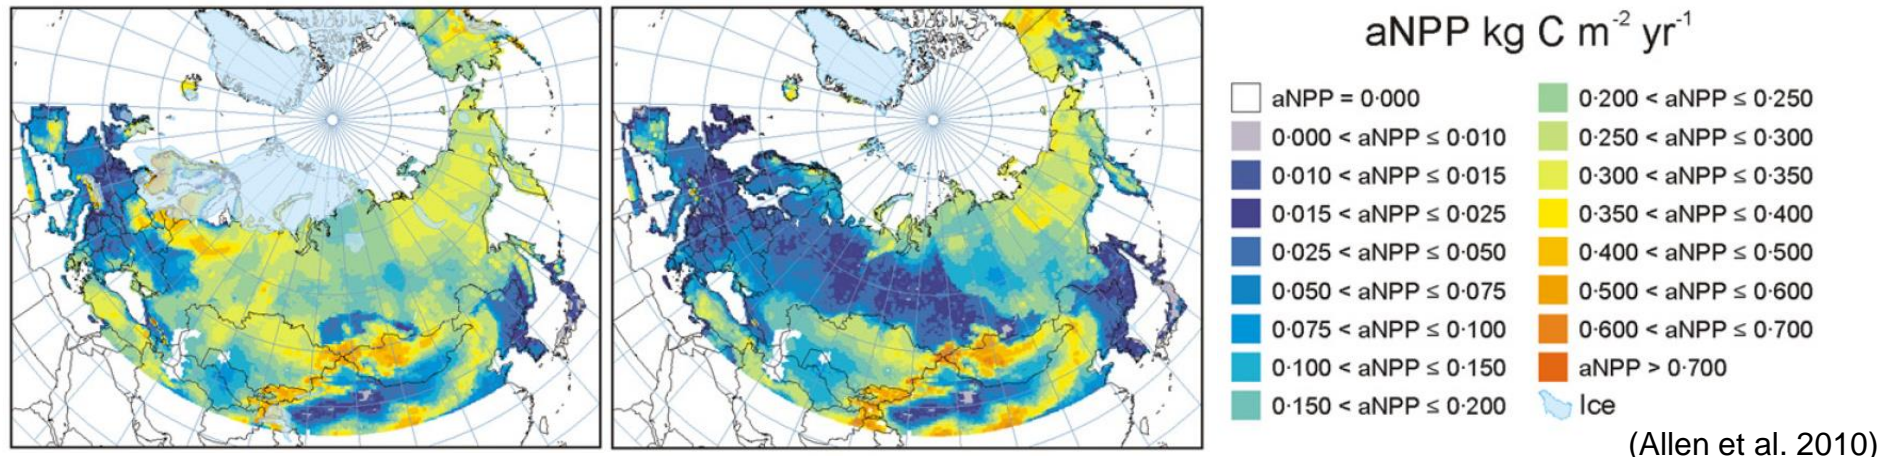 aNPP kg C m⁻² yr⁻¹
aNPP = 0·000
0·000 < aNPP ≤ 0·010
0·010 < aNPP ≤ 0·015
0·015 < aNPP ≤ 0·025
0·025 < aNPP ≤ 0·050
0·050 < aNPP ≤ 0·075
0·075 < aNPP ≤ 0·100
0·100 < aNPP ≤ 0·150
0·150 < aNPP ≤ 0·200
0·200 < aNPP ≤ 0·250
0·250 < aNPP ≤ 0·300
0·300 < aNPP ≤ 0·350
0·350 < aNPP ≤ 0·400
0·400 < aNPP ≤ 0·500
0·500 < aNPP ≤ 0·600
0·600 < aNPP ≤ 0·700
aNPP > 0·700
Ice
(Allen et al. 2010)